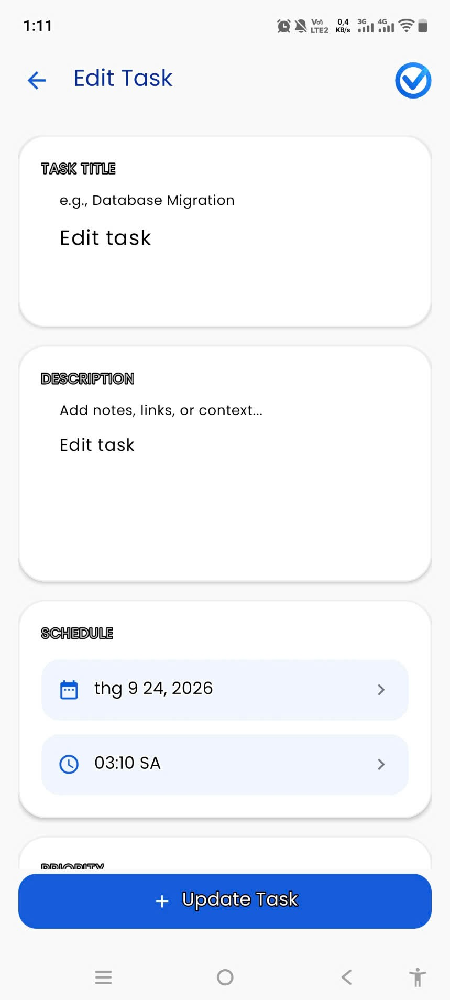 1:11
Vo) 0,4 3G 4G
LTE2 KB/s
Edit Task
TASK TITLE
e.g., Database Migration
Edit task
DESCRIPTION
Add notes, links, or context...
Edit task
SCHEDULE
thg 9 24, 2026
03:10 SA
PRIORITY
+ Update Task